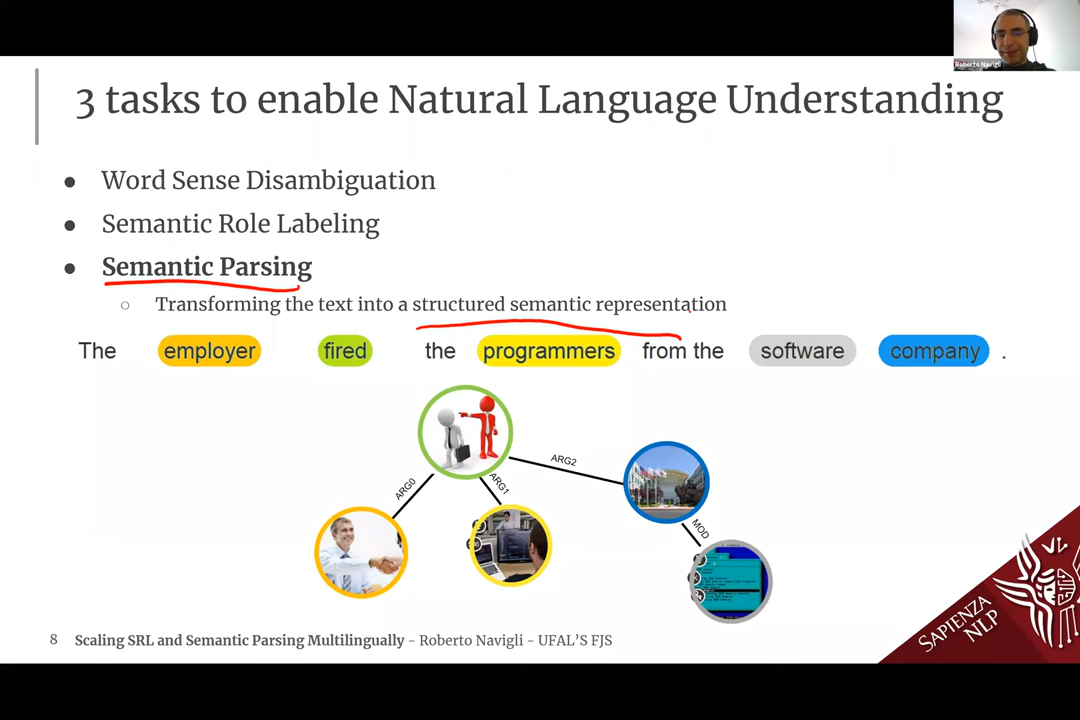 Roberto Navigli
3 tasks to enable Natural Language Understanding
● Word Sense Disambiguation
● Semantic Role Labeling
● Semantic Parsing
○ Transforming the text into a structured semantic representation
The employer fired the programmers from the software company .
ARG0
ARG1
ARG2
MOD
SAPIENZA
NLP
8 Scaling SRL and Semantic Parsing Multilingually - Roberto Navigli - UFAL'S FJS